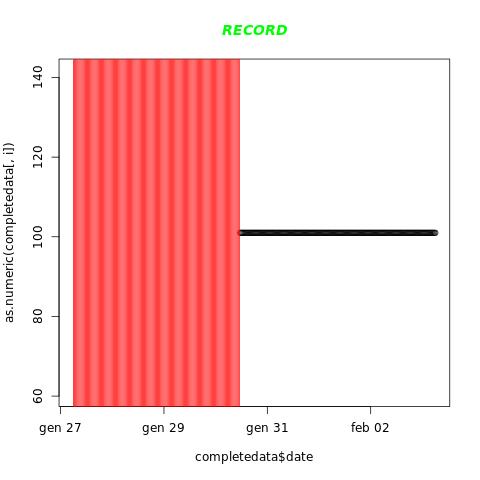 RECORD
as.numeric(completedata[, i])
140
120
100
80
60
gen 27
gen 29
gen 31
feb 02
completedata$date